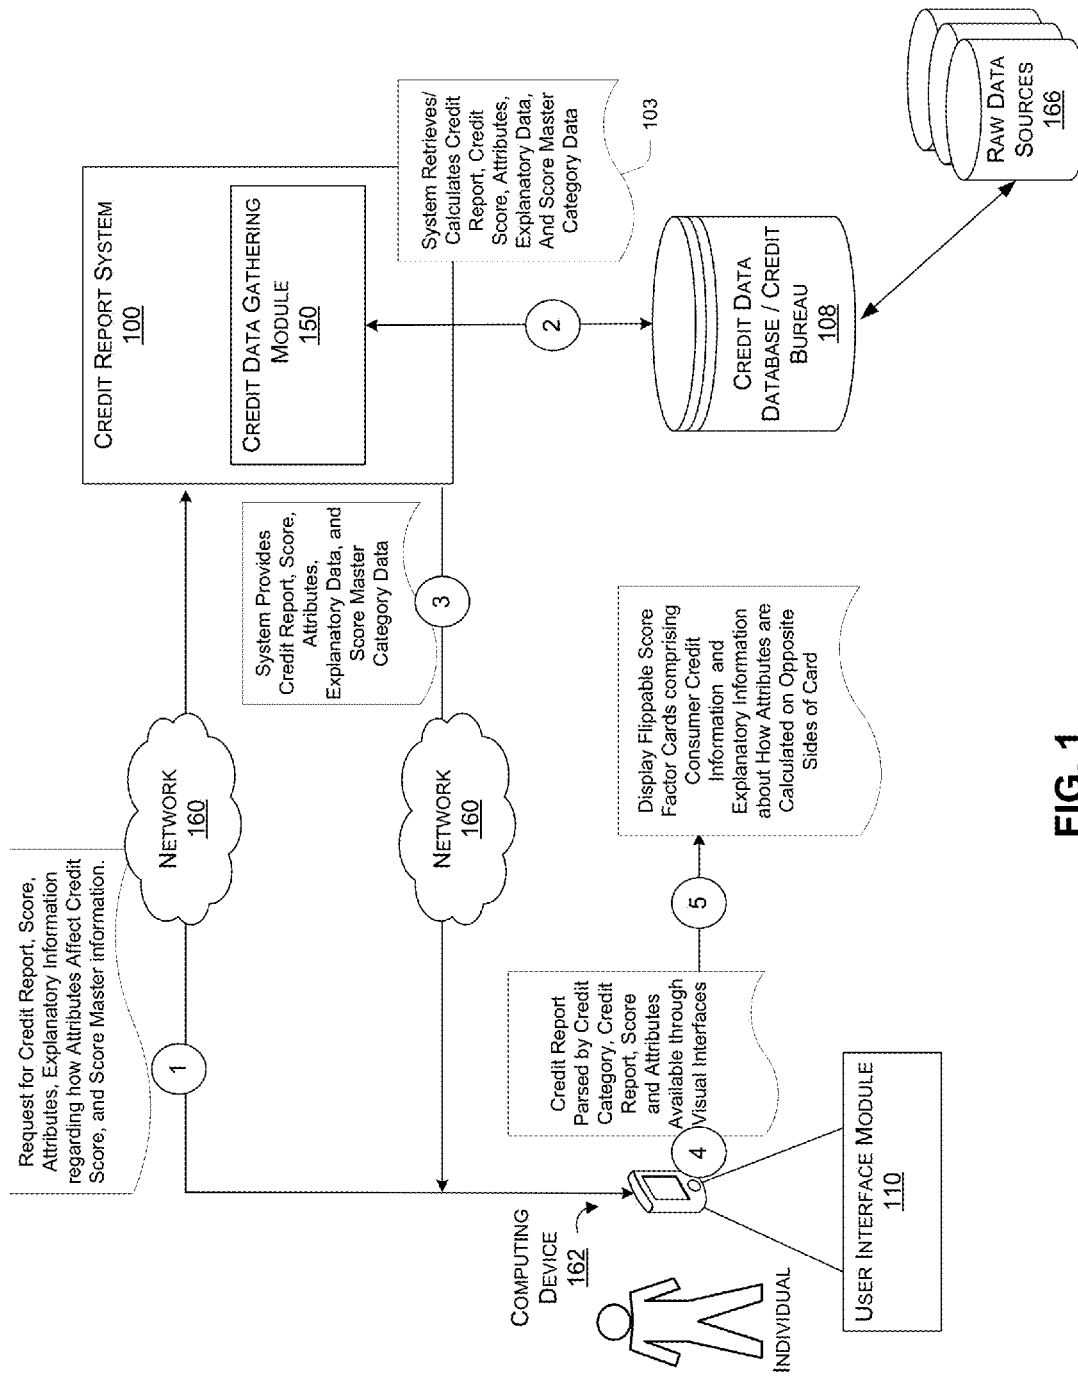 Request for Credit Report, Score,
Attributes, Explanatory Information
regarding how Attributes Affect Credit
Score, and Score Master information.
1
NETWORK
160
CREDIT REPORT SYSTEM
100
CREDIT DATA GATHERING
MODULE
150
System Provides
Credit Report, Score,
Attributes,
Explanatory Data, and
Score Master
Category Data
3
NETWORK
160
System Retrieves/
Calculates Credit
Report, Credit
Score, Attributes,
Explanatory Data,
And Score Master
Category Data
103
2
CREDIT DATA
DATABASE / CREDIT
BUREAU
108
RAW DATA
SOURCES
166
COMPUTING
DEVICE
162
INDIVIDUAL
Credit Report
Parsed by Credit
Category, Credit
Report, Score
and Attributes
Available through
Visual Interfaces
4
5
Display Flippable Score
Factor Cards comprising
Consumer Credit
Information and
Explanatory Information
about How Attributes are
Calculated on Opposite
Sides of Card
USER INTERFACE MODULE
110
FIG. 1